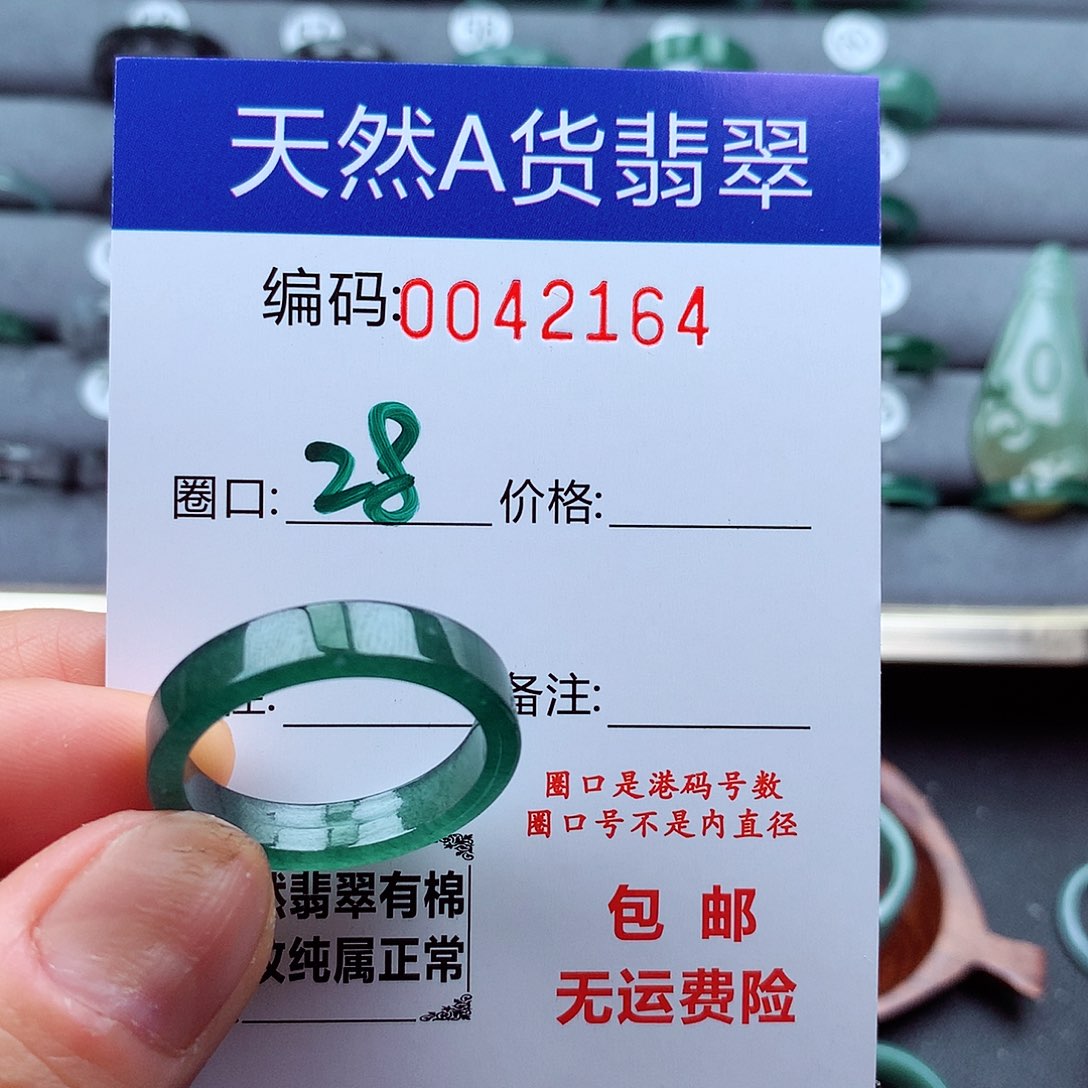 天然A货翡翠
编码:0042164
圈口: 28 价格:
备注:
圈口是港码号数
圈口号不是内直径
翡翠有棉
纯属正常
包 邮
无运费险